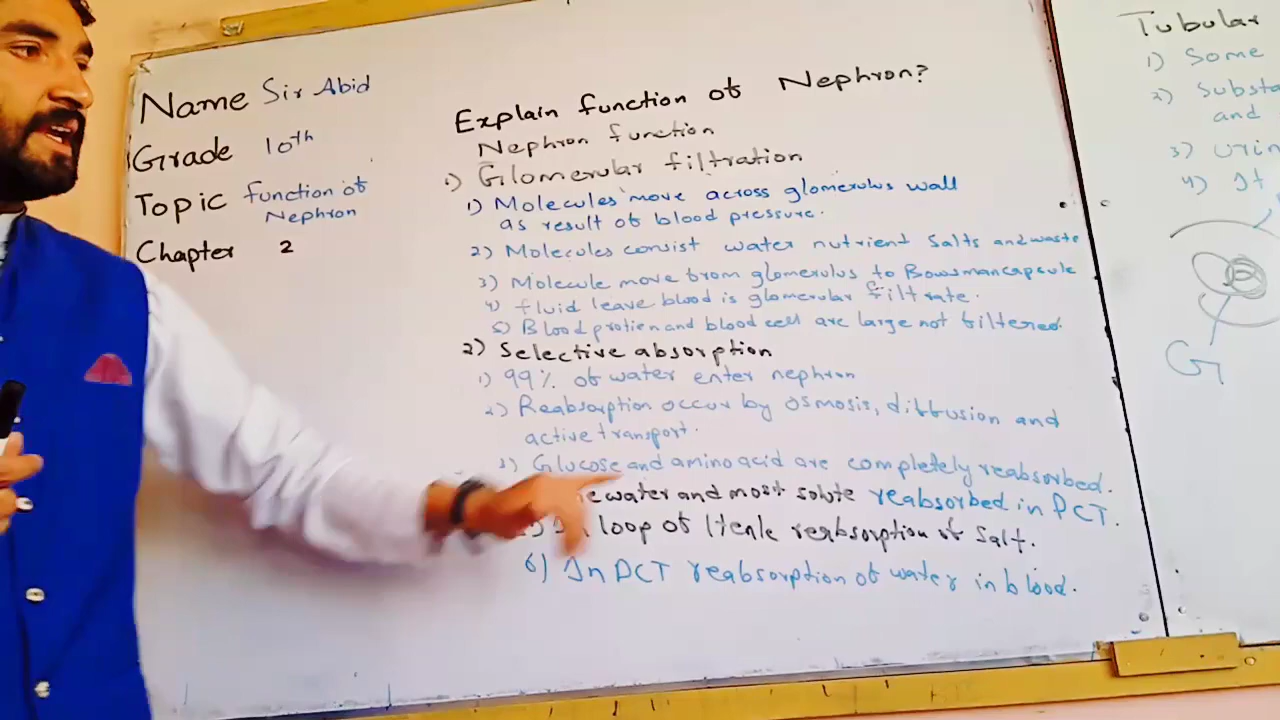 Name Sir Abid
Grade 10th
Topic function of
Nephron
Chapter 2
Explain function of Nephron?
Nephron function
1) Glomerular filtration
1) Molecules move across glomerulus wall
as result of blood pressure.
2) Molecules consist water nutrient salts and waste
3) Molecule move from glomerulus to Bowsman capsule
4) fluid leave blood is glomerular filtrate.
5) Blood protien and blood cell are large not filtered.
2) Selective absorption
1) 99% of water enter nephron
2) Reabsorption occur by osmosis, diffusion and
active transport.
3) Glucose and amino acid are completely reabsorbed.
water and most solute reabsorbed in PCT.
loop of Henle reabsorption of salt.
6) In DCT reabsorption of water in blood.
Tubular
1) Some
2) Substa
and
3) Urin
4) It
G